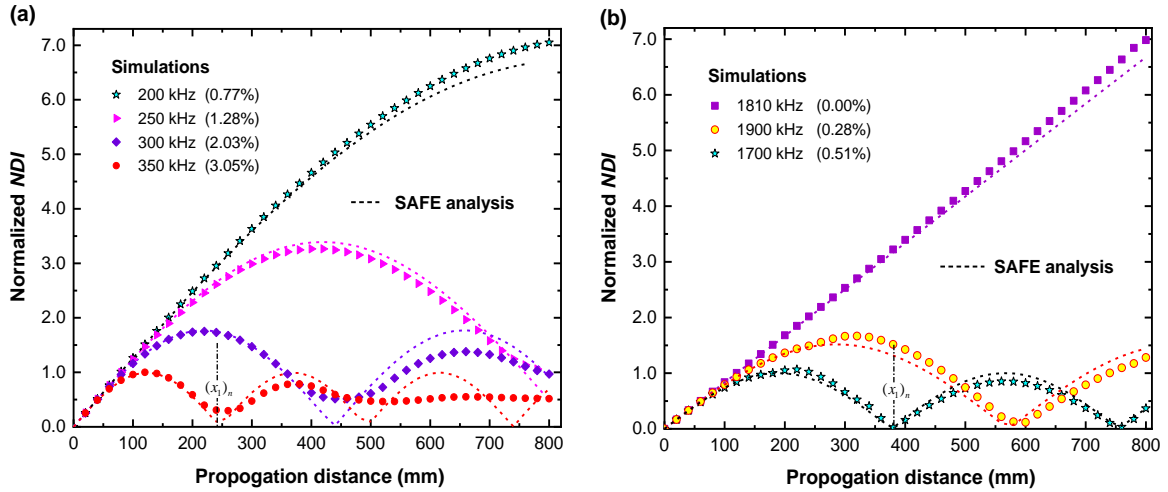 (a)
7.0
6.0
5.0
4.0
3.0
2.0
1.0
0.0
Normalized NDI
Simulations
200 kHz (0.77%)
250 kHz (1.28%)
300 kHz (2.03%)
350 kHz (3.05%)
SAFE analysis
(x₁)ₙ
0 100 200 300 400 500 600 700 800
Propogation distance (mm)
(b)
7.0
6.0
5.0
4.0
3.0
2.0
1.0
0.0
Normalized NDI
Simulations
1810 kHz (0.00%)
1900 kHz (0.28%)
1700 kHz (0.51%)
SAFE analysis
(x₁)ₙ
0 100 200 300 400 500 600 700 800
Propogation distance (mm)